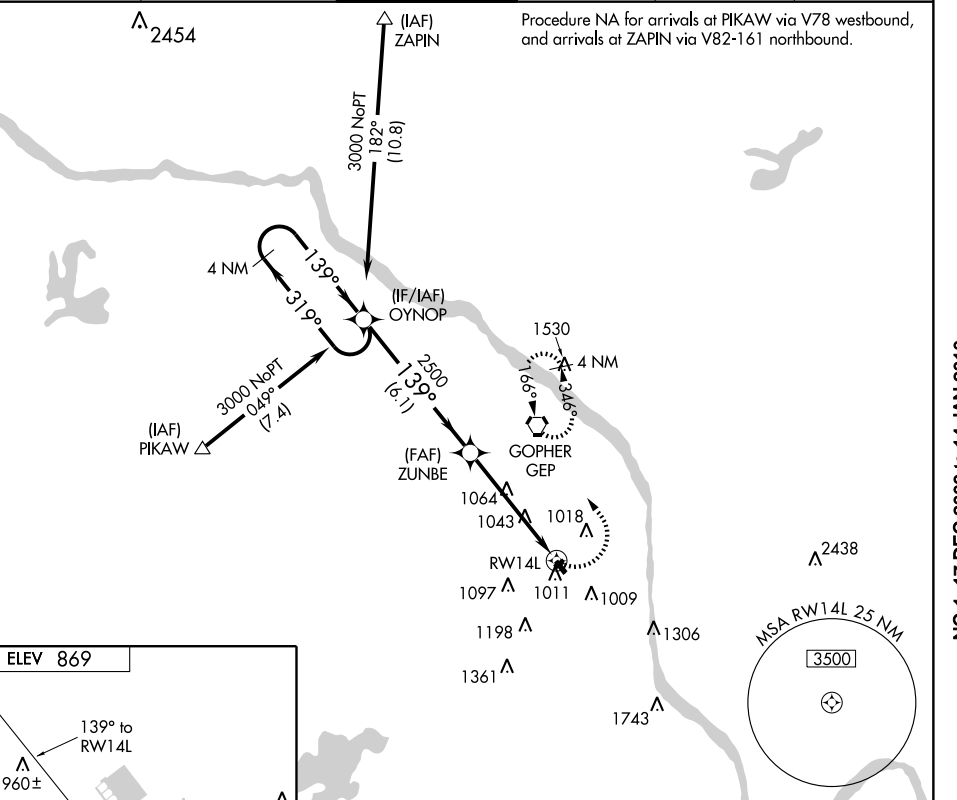 2454
(IAF)
ZAPIN
Procedure NA for arrivals at PIKAW via V78 westbound,
and arrivals at ZAPIN via V82-161 northbound.
3000 NoPT
182°
(10.8)
4 NM
139°
319°
(IF/IAF)
OYNOP
3000 NoPT
049°
(7.4)
(IAF)
PIKAW
2500
139°
(6.1)
1530
4 NM
166°
346°
GOPHER
GEP
(FAF)
ZUNBE
1064
1043
1018
RW14L
1097
1011
1009
1198
1361
1306
1743
2438
MSA RW14L 25 NM
3500
ELEV 869
139° to
RW14L
960±